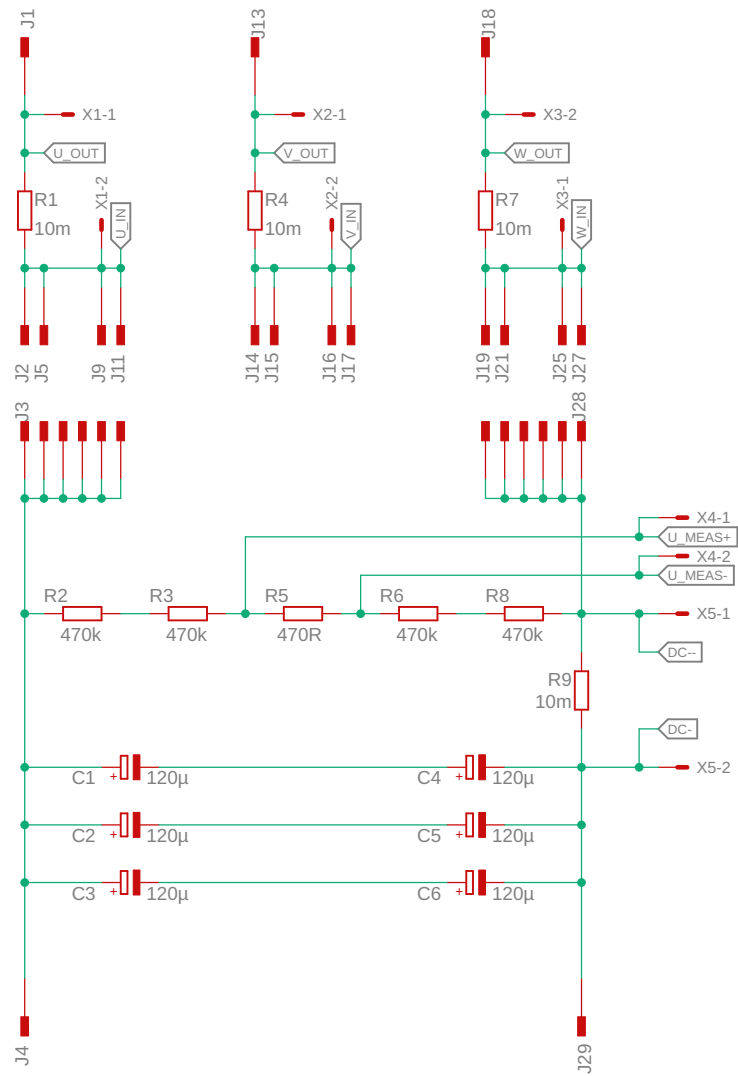 J1
J13
J18
X1-1
X2-1
X3-2
U_OUT
V_OUT
W_OUT
R1
10m
X1-2
U_IN
R4
10m
X2-2
V_IN
R7
10m
X3-1
W_IN
J2
J5
J9
J11
J14
J15
J16
J17
J19
J21
J25
J27
J3
J28
X4-1
U_MEAS+
X4-2
U_MEAS-
R2
470k
R3
470k
R5
470R
R6
470k
R8
470k
X5-1
DC--
R9
10m
DC-
X5-2
C1
+
120µ
C4
+
120µ
C2
+
120µ
C5
+
120µ
C3
+
120µ
C6
+
120µ
J4
J29